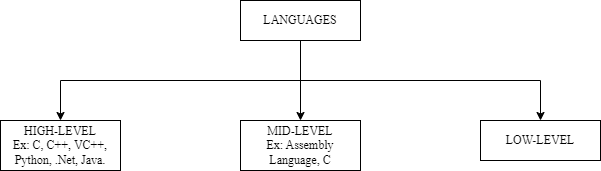 LANGUAGES
HIGH-LEVEL
Ex: C, C++, VC++,
Python, .Net, Java.
MID-LEVEL
Ex: Assembly
Language, C
LOW-LEVEL